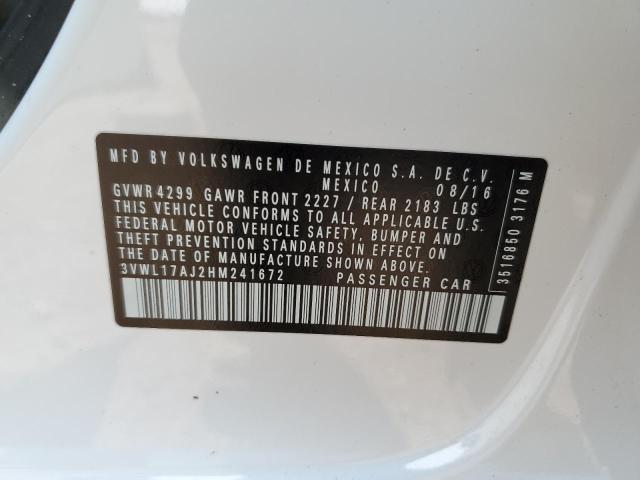 MFD BY VOLKSWAGEN DE MEXICO S.A. DE C.V.
MEXICO 08/16
GVWR 4299 GAWR FRONT 2227 / REAR 2183 LBS
THIS VEHICLE CONFORMS TO ALL APPLICABLE U.S.
FEDERAL MOTOR VEHICLE SAFETY, BUMPER AND
THEFT PREVENTION STANDARDS IN EFFECT ON
THE DATE OF MANUFACTURE SHOWN ABOVE.
3VWL17AJ2HM241672 PASSENGER CAR
3516850 3176 M